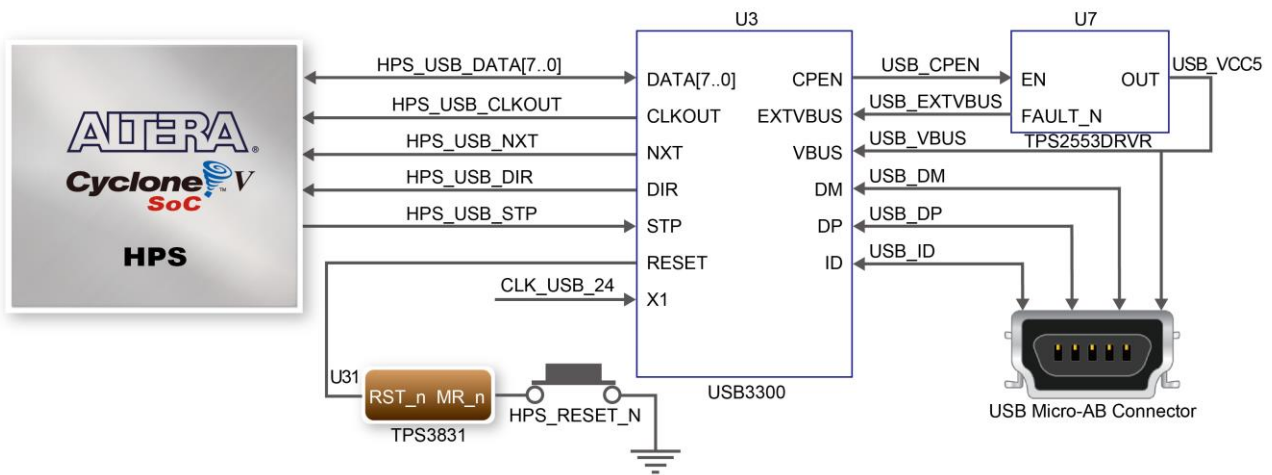 U3
U7
HPS_USB_DATA[7..0]
DATA[7..0]
CPEN
USB_CPEN
EN
OUT
USB_VCC5
HPS_USB_CLKOUT
CLKOUT
EXTVBUS
USB_EXTVBUS
FAULT_N
TPS2553DRVR
HPS_USB_NXT
NXT
VBUS
USB_VBUS
HPS_USB_DIR
DIR
DM
USB_DM
HPS_USB_STP
STP
DP
USB_DP
RESET
ID
USB_ID
CLK_USB_24
X1
ALTERA.
Cyclone V
™
SoC
HPS
U31
RST_n MR_n
TPS3831
HPS_RESET_N
USB3300
USB Micro-AB Connector